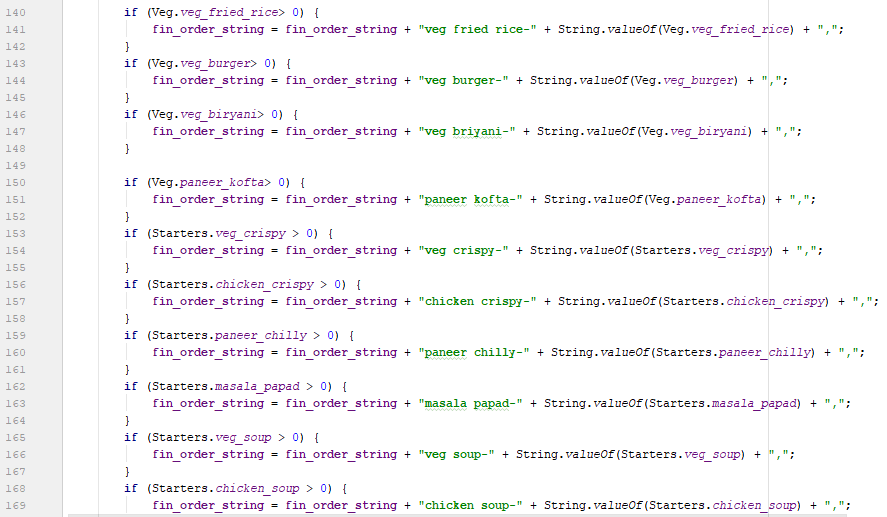 140 if (Veg.veg_fried_rice> 0) {
141 fin_order_string = fin_order_string + "veg fried rice-" + String.valueOf(Veg.veg_fried_rice) + ",";
142 }
143 if (Veg.veg_burger> 0) {
144 fin_order_string = fin_order_string + "veg burger-" + String.valueOf(Veg.veg_burger) + ",";
145 }
146 if (Veg.veg_biryani> 0) {
147 fin_order_string = fin_order_string + "veg briyani-" + String.valueOf(Veg.veg_biryani) + ",";
148 }
149
150 if (Veg.paneer_kofta> 0) {
151 fin_order_string = fin_order_string + "paneer kofta-" + String.valueOf(Veg.paneer_kofta) + ",";
152 }
153 if (Starters.veg_crispy > 0) {
154 fin_order_string = fin_order_string + "veg crispy-" + String.valueOf(Starters.veg_crispy) + ",";
155 }
156 if (Starters.chicken_crispy > 0) {
157 fin_order_string = fin_order_string + "chicken crispy-" + String.valueOf(Starters.chicken_crispy) + ",";
158 }
159 if (Starters.paneer_chilly > 0) {
160 fin_order_string = fin_order_string + "paneer chilly-" + String.valueOf(Starters.paneer_chilly) + ",";
161 }
162 if (Starters.masala_papad > 0) {
163 fin_order_string = fin_order_string + "masala papad-" + String.valueOf(Starters.masala_papad) + ",";
164 }
165 if (Starters.veg_soup > 0) {
166 fin_order_string = fin_order_string + "veg soup-" + String.valueOf(Starters.veg_soup) + ",";
167 }
168 if (Starters.chicken_soup > 0) {
169 fin_order_string = fin_order_string + "chicken soup-" + String.valueOf(Starters.chicken_soup) + ",";